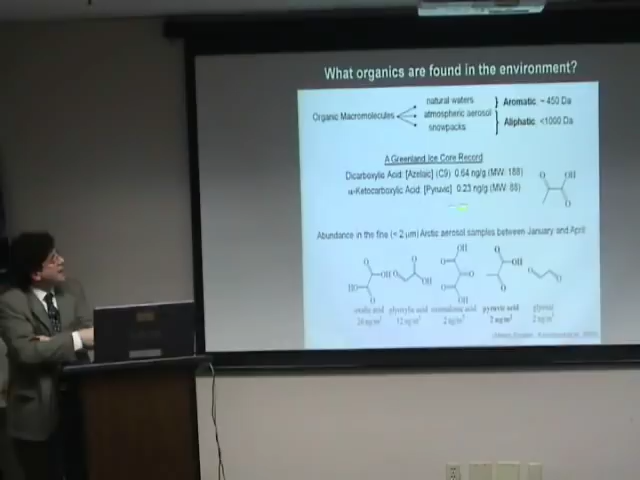 What organics are found in the environment?
Organic Macromolecules
natural waters
atmospheric aerosol
snowpacks
Aromatic ~ 450 Da
Aliphatic <1000 Da
A Greenland Ice Core Record
Dicarboxylic Acid: [Azelaic] (C9) 0.64 ng/g (MW: 188)
α-Ketocarboxylic Acid: [Pyruvic] 0.23 ng/g (MW: 88)
Abundance in the fine (< 2 μm) Arctic aerosol samples between January and April
oxalic acid
glyoxylic acid
pyruvic acid
glyoxal